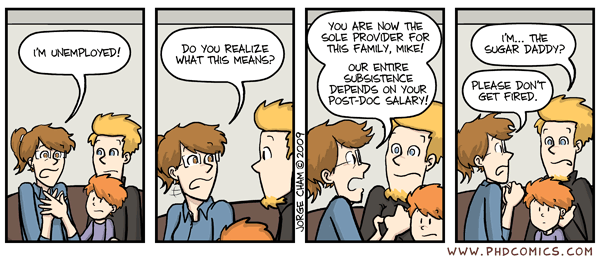 I'M UNEMPLOYED!
DO YOU REALIZE
WHAT THIS MEANS?
YOU ARE NOW THE
SOLE PROVIDER FOR
THIS FAMILY, MIKE!
OUR ENTIRE
SUBSISTENCE
DEPENDS ON YOUR
POST-DOC SALARY!
I'M... THE
SUGAR DADDY?
PLEASE DON'T
GET FIRED.
JORGE CHAM © 2009
WWW.PHDCOMICS.COM